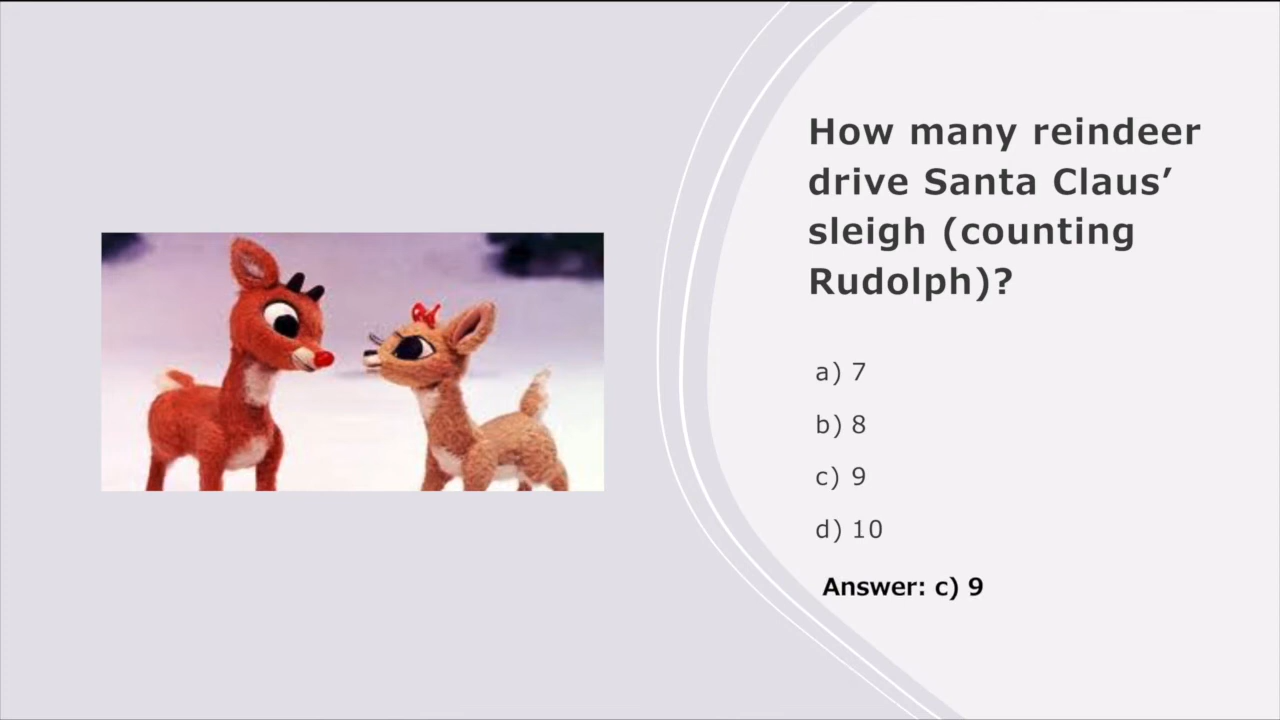 How many reindeer
drive Santa Claus’
sleigh (counting
Rudolph)?
a) 7
b) 8
c) 9
d) 10
Answer: c) 9